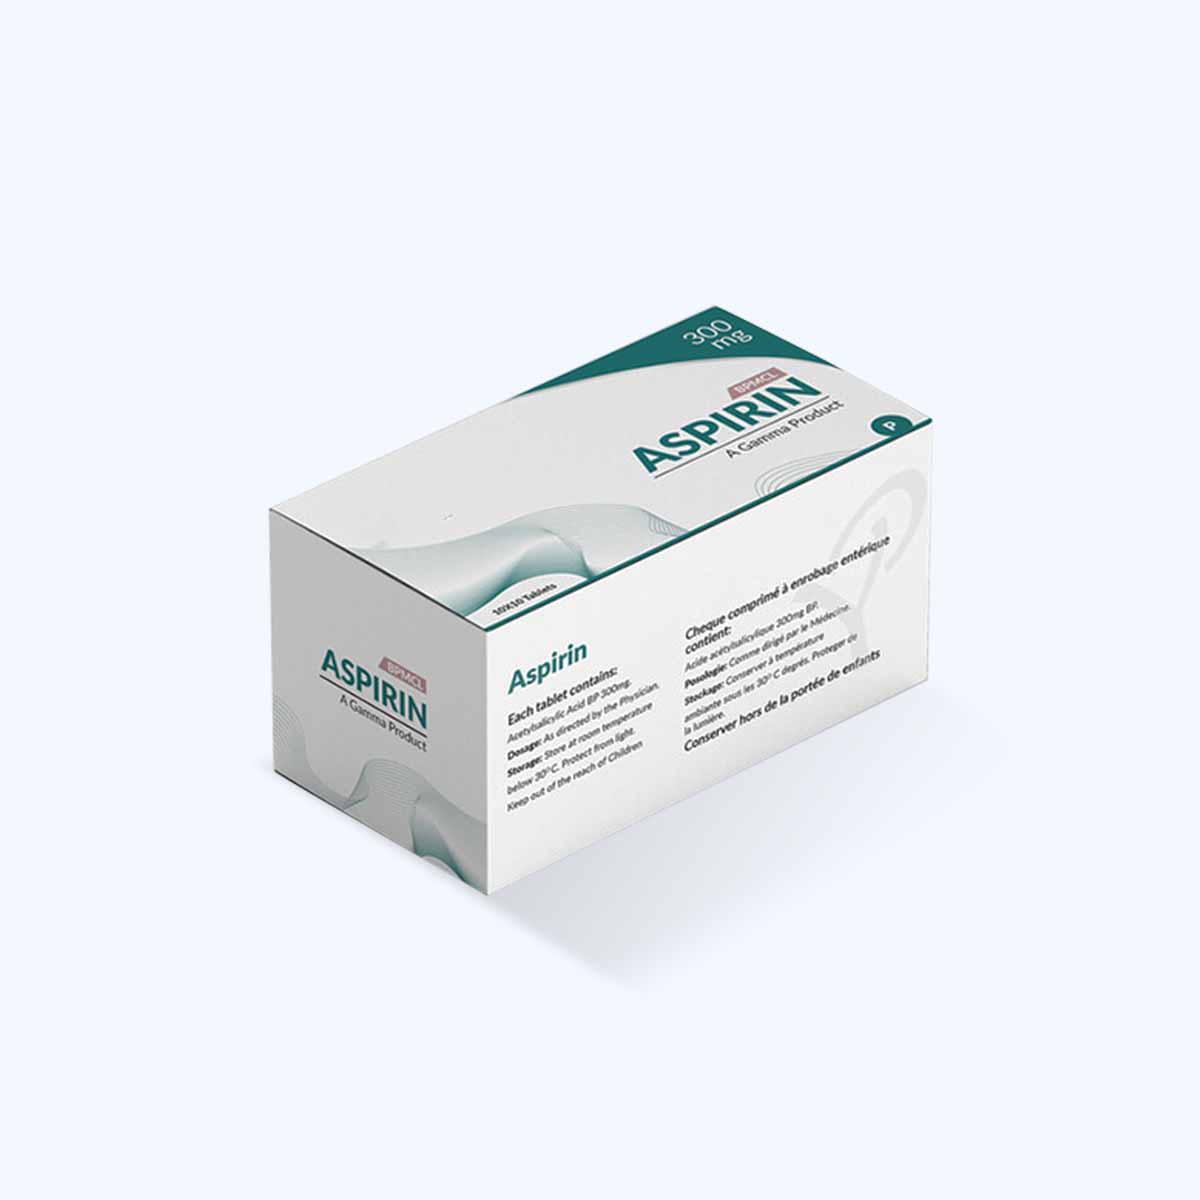 300
mg
BPMCL
ASPIRIN
A Gamma Product
P
10X10 Tablets
BPMCL
ASPIRIN
A Gamma Product
Aspirin
Each tablet contains:
Acetylsalicylic Acid BP 300mg.
Dosage: As directed by the Physician.
Storage: Store at room temperature
below 30°C. Protect from light.
Keep out of the reach of Children
Cheque comprimé à enrobage entérique
contient:
Acide acétylsalicylique 300mg BP.
Posologie: Comme dirigé par le Médecine.
Stockage: Conserver à température
ambiante sous les 30° C degrés. Proteger de
la lumière.
Conserver hors de la portée de enfants